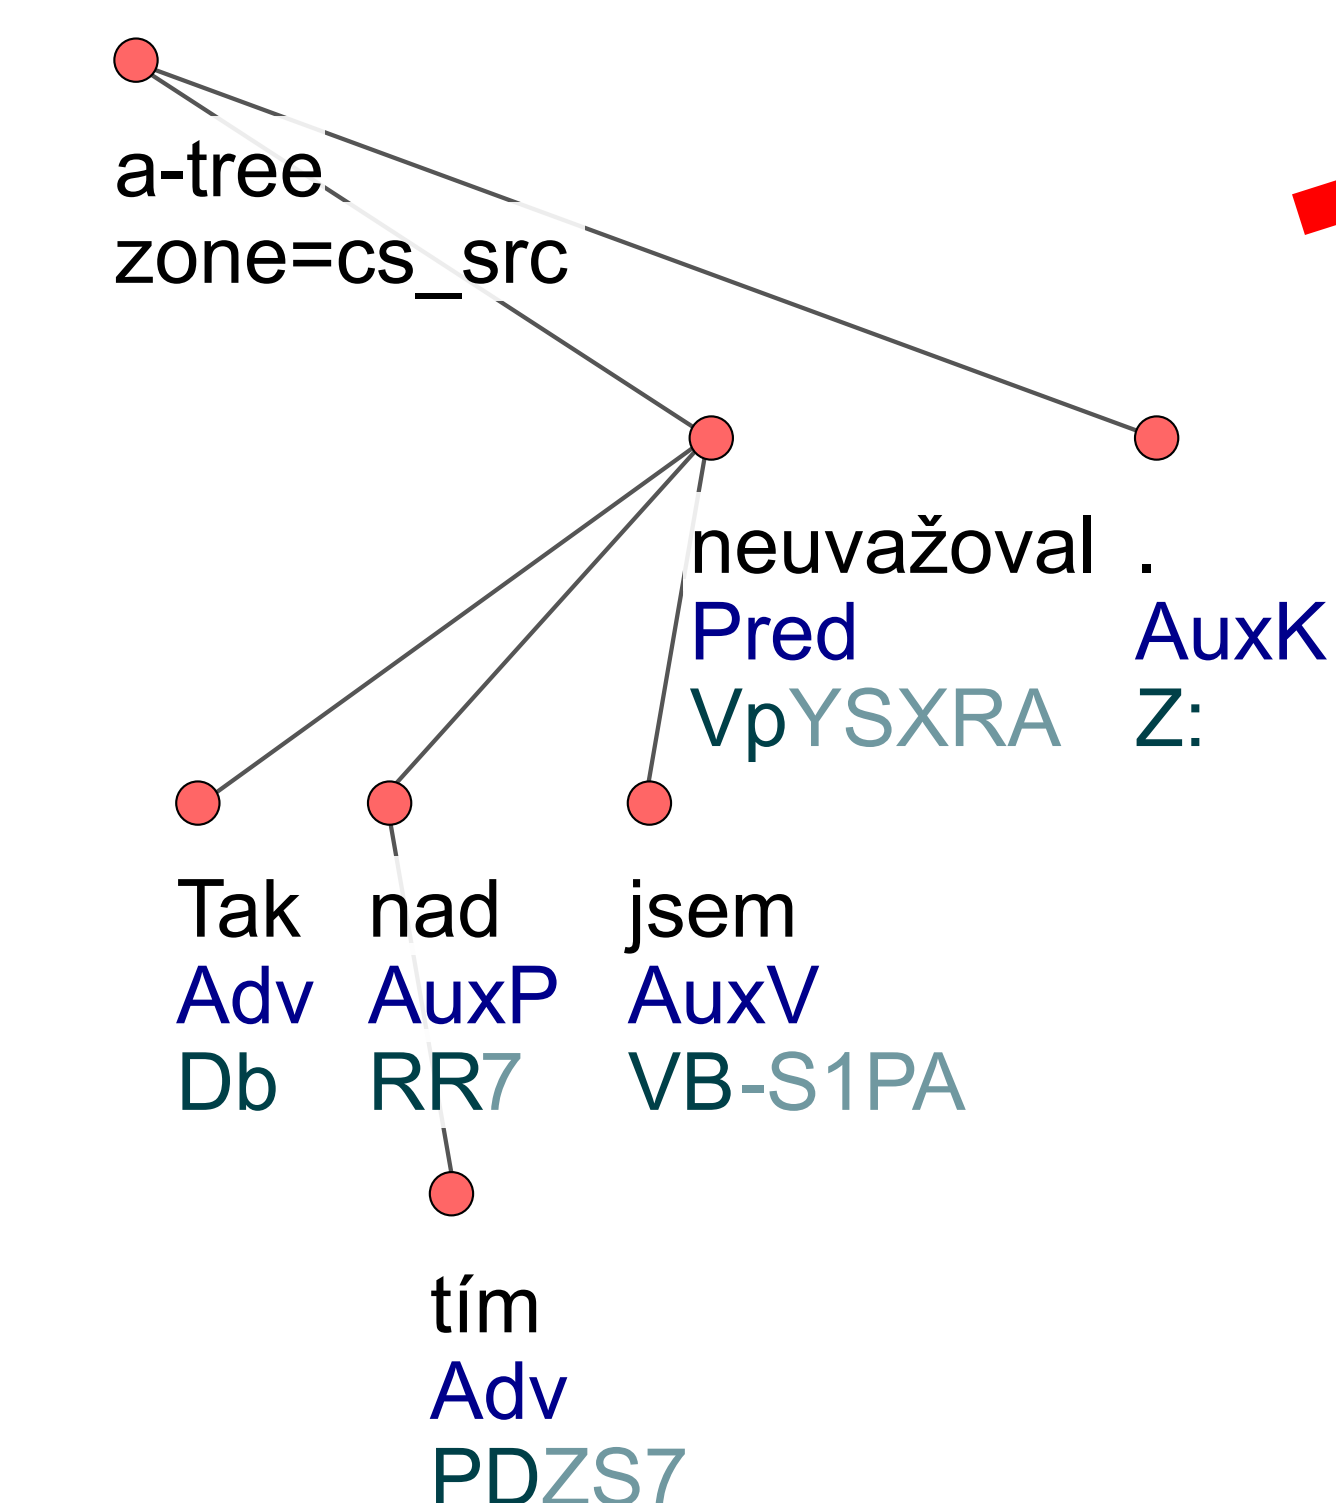 a-tree
zone=cs_src
neuvažoval .
Pred AuxK
VpYSXRA Z:
Tak nad jsem
Adv AuxP AuxV
Db RR7 VB-S1PA
tím
Adv
PDZS7